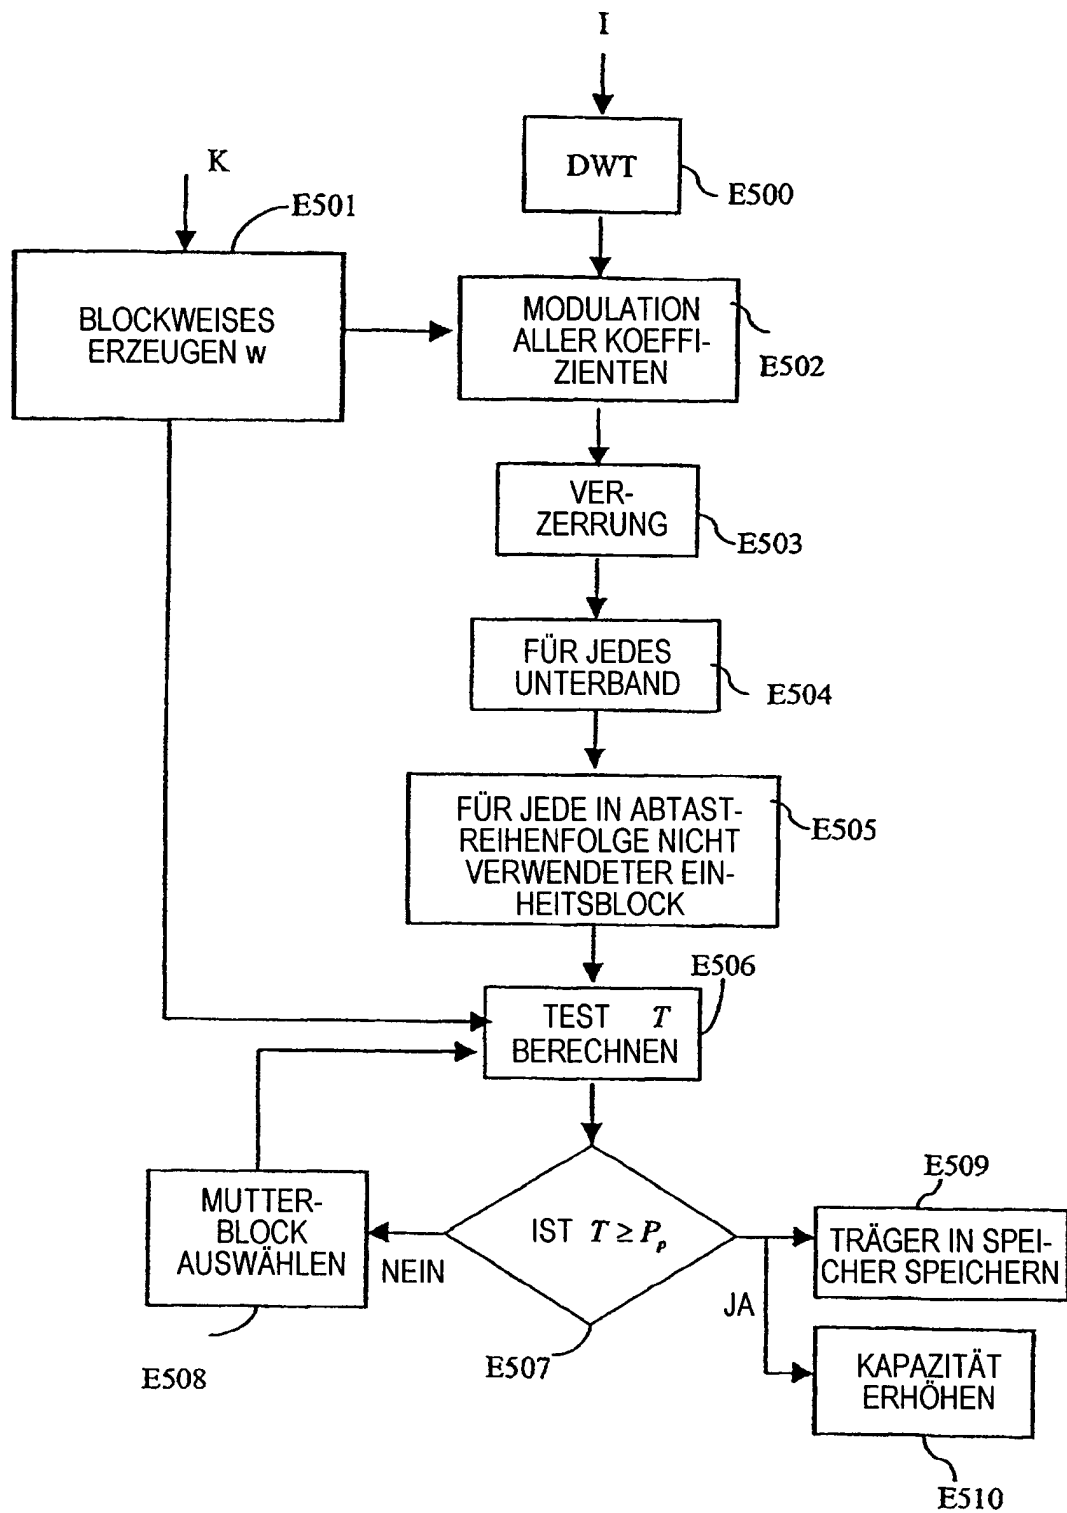 I
DWT
E500
K
E501
BLOCKWEISES
ERZEUGEN w
MODULATION
ALLER KOEFFI-
ZIENTEN
E502
VER-
ZERRUNG
E503
FÜR JEDES
UNTERBAND
E504
FÜR JEDE IN ABTAST-
REIHENFOLGE NICHT
VERWENDETER EIN-
HEITSBLOCK
E505
E506
TEST T
BERECHNEN
MUTTER-
BLOCK
AUSWÄHLEN
E508
NEIN
IST T ≥ Pp
E507
JA
E509
TRÄGER IN SPEI-
CHER SPEICHERN
KAPAZITÄT
ERHÖHEN
E510